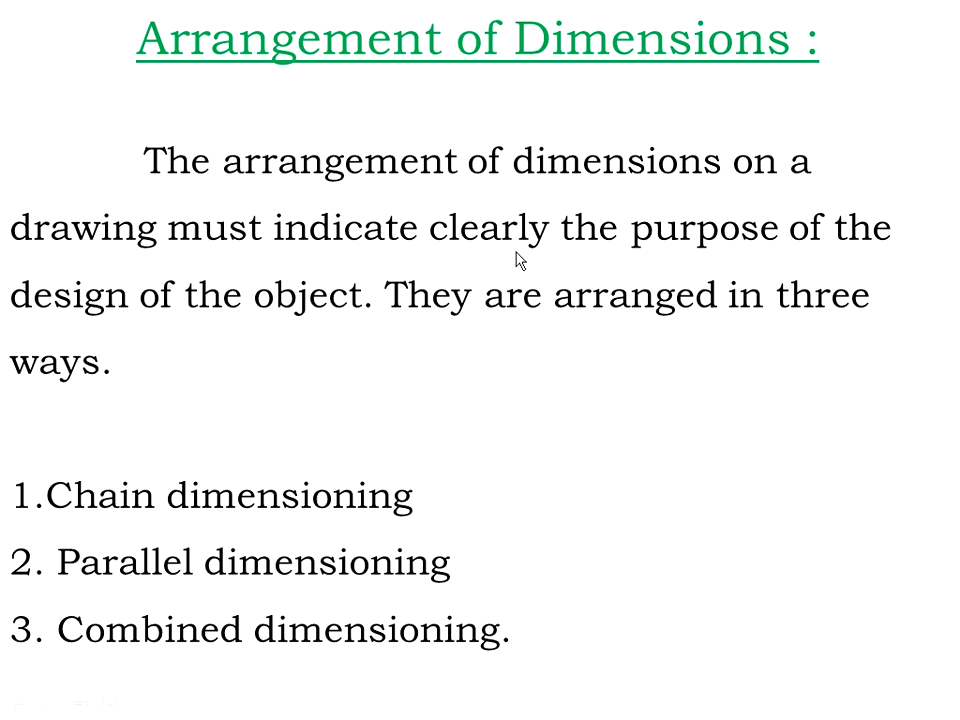 Arrangement of Dimensions :
The arrangement of dimensions on a
drawing must indicate clearly the purpose of the
design of the object. They are arranged in three
ways.
1.Chain dimensioning
2. Parallel dimensioning
3. Combined dimensioning.